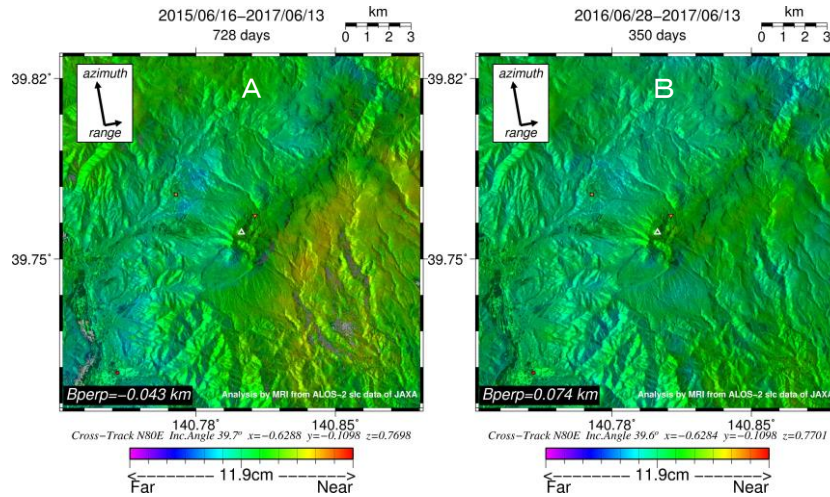 2015/06/16−2017/06/13
728 days
km
0 1 2 3
39.82°
39.75°
azimuth
range
A
Bperp=−0.043 km
Analysis by MRI from ALOS−2 slc data of JAXA
140.78° 140.85°
Cross−Track N80E Inc.Angle 39.7° x=−0.6288 y=−0.1098 z=0.7698
<−−−−−−−− 11.9cm −−−−−−−−>
Far Near
2016/06/28−2017/06/13
350 days
km
0 1 2 3
39.82°
39.75°
azimuth
range
B
Bperp=0.074 km
Analysis by MRI from ALOS−2 slc data of JAXA
140.78° 140.85°
Cross−Track N80E Inc.Angle 39.6° x=−0.6284 y=−0.1098 z=0.7701
<−−−−−−−− 11.9cm −−−−−−−−>
Far Near